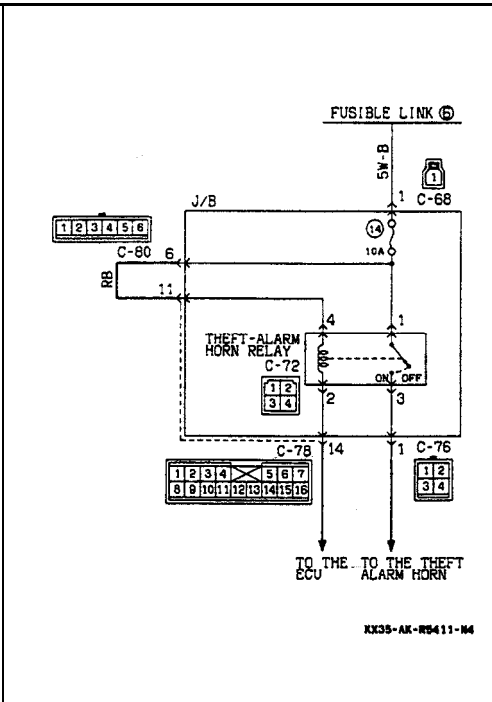 FUSIBLE LINK ⑤
5W-B
1
1
C-68
J/B
1 2 3 4 5 6
C-80
6
14
10A
RB
11
4
1
THEFT-ALARM
HORN RELAY
C-72
1 2
3 4
ON OFF
2
3
C-78
14
1
C-76
1 2 3 4 5 6 7
8 9 10 11 12 13 14 15 16
1 2
3 4
TO THE
ECU
TO THE THEFT
ALARM HORN
XX35-AK-R5411-N4